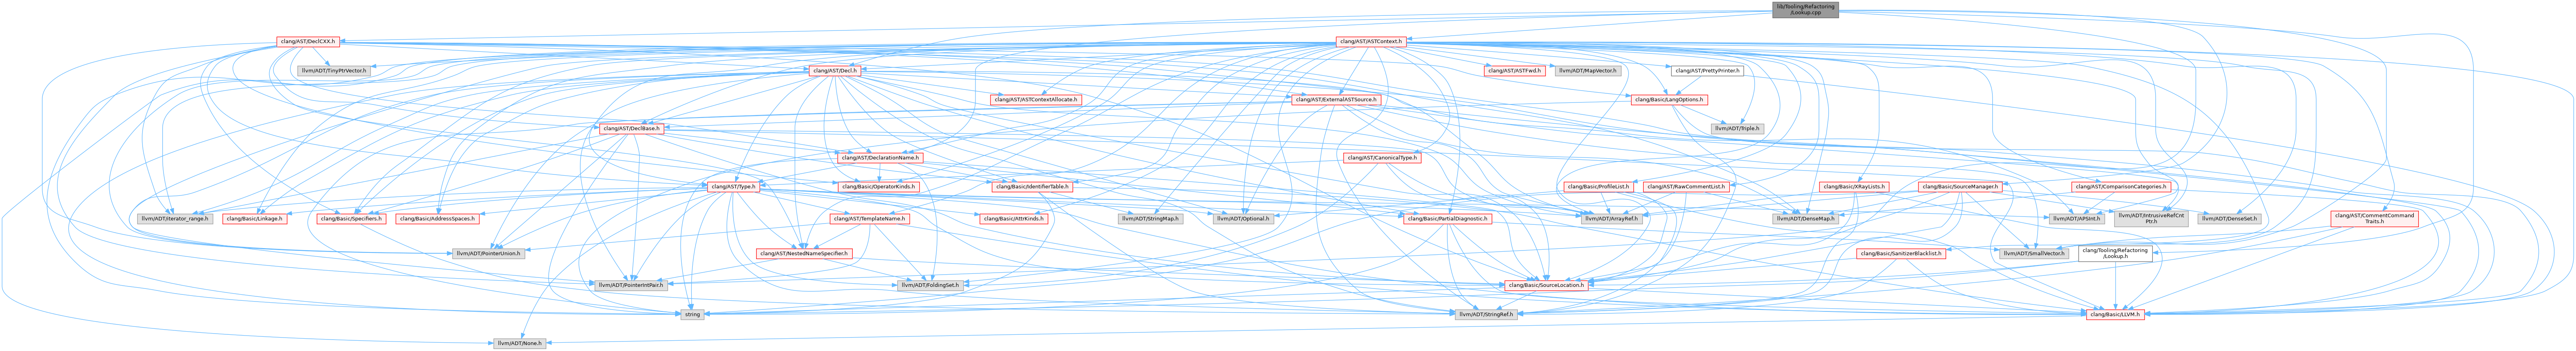 lib/Tooling/Refactoring
/Lookup.cpp
clang/AST/DeclCXX.h
clang/AST/ASTContext.h
llvm/ADT/TinyPtrVector.h
clang/AST/Decl.h
clang/AST/ASTFwd.h
llvm/ADT/MapVector.h
clang/AST/PrettyPrinter.h
clang/AST/ASTContextAllocate.h
clang/AST/ExternalASTSource.h
clang/Basic/LangOptions.h
clang/AST/DeclBase.h
llvm/ADT/Triple.h
clang/AST/DeclarationName.h
clang/AST/CanonicalType.h
clang/AST/Type.h
clang/Basic/OperatorKinds.h
clang/Basic/IdentifierTable.h
clang/Basic/ProfileList.h
clang/AST/RawCommentList.h
clang/Basic/XRayLists.h
clang/Basic/SourceManager.h
clang/AST/ComparisonCategories.h
llvm/ADT/iterator_range.h
clang/Basic/Linkage.h
clang/Basic/Specifiers.h
clang/Basic/AddressSpaces.h
clang/AST/TemplateName.h
clang/Basic/AttrKinds.h
llvm/ADT/StringMap.h
llvm/ADT/Optional.h
clang/Basic/PartialDiagnostic.h
llvm/ADT/ArrayRef.h
llvm/ADT/DenseMap.h
llvm/ADT/APSInt.h
llvm/ADT/IntrusiveRefCnt
Ptr.h
llvm/ADT/DenseSet.h
clang/AST/CommentCommand
Traits.h
llvm/ADT/PointerUnion.h
clang/AST/NestedNameSpecifier.h
llvm/ADT/SmallVector.h
clang/Basic/SanitizerBlacklist.h
clang/Tooling/Refactoring
/Lookup.h
llvm/ADT/PointerIntPair.h
llvm/ADT/FoldingSet.h
clang/Basic/SourceLocation.h
string
llvm/ADT/StringRef.h
clang/Basic/LLVM.h
llvm/ADT/None.h